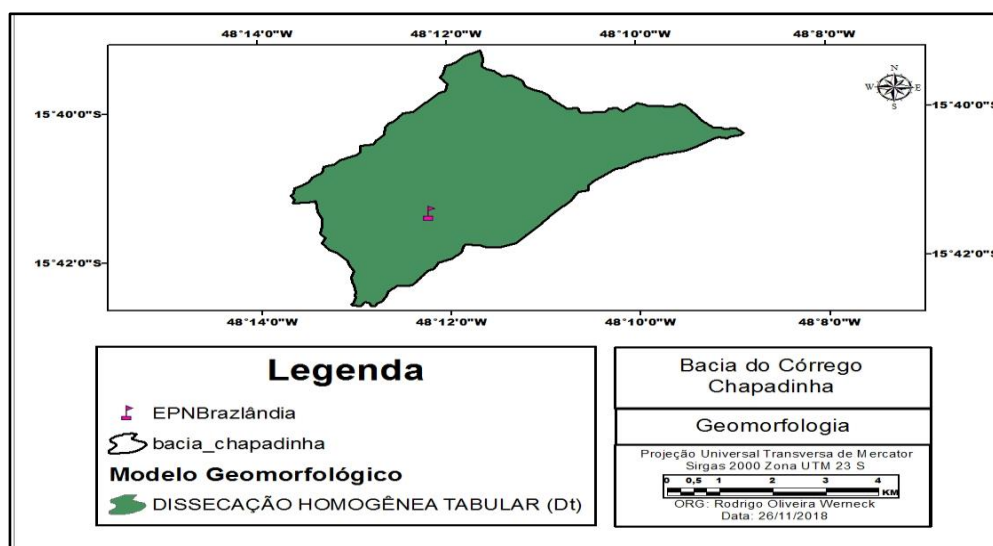 48°14'0"W 48°12'0"W 48°10'0"W 48°8'0"W
N
W E
S
15°40'0"S 15°40'0"S
15°42'0"S 15°42'0"S
48°14'0"W 48°12'0"W 48°10'0"W 48°8'0"W
Legenda
EPNBrazlândia
bacia_chapadinha
Modelo Geomorfológico
DISSECAÇÃO HOMOGÊNEA TABULAR (Dt)
Bacia do Córrego
Chapadinha
Geomorfologia
Projeção Universal Transversa de Mercator
Sirgas 2000 Zona UTM 23 S
0 0,5 1 2 3 4
KM
ORG: Rodrigo Oliveira Werneck
Data: 26/11/2018